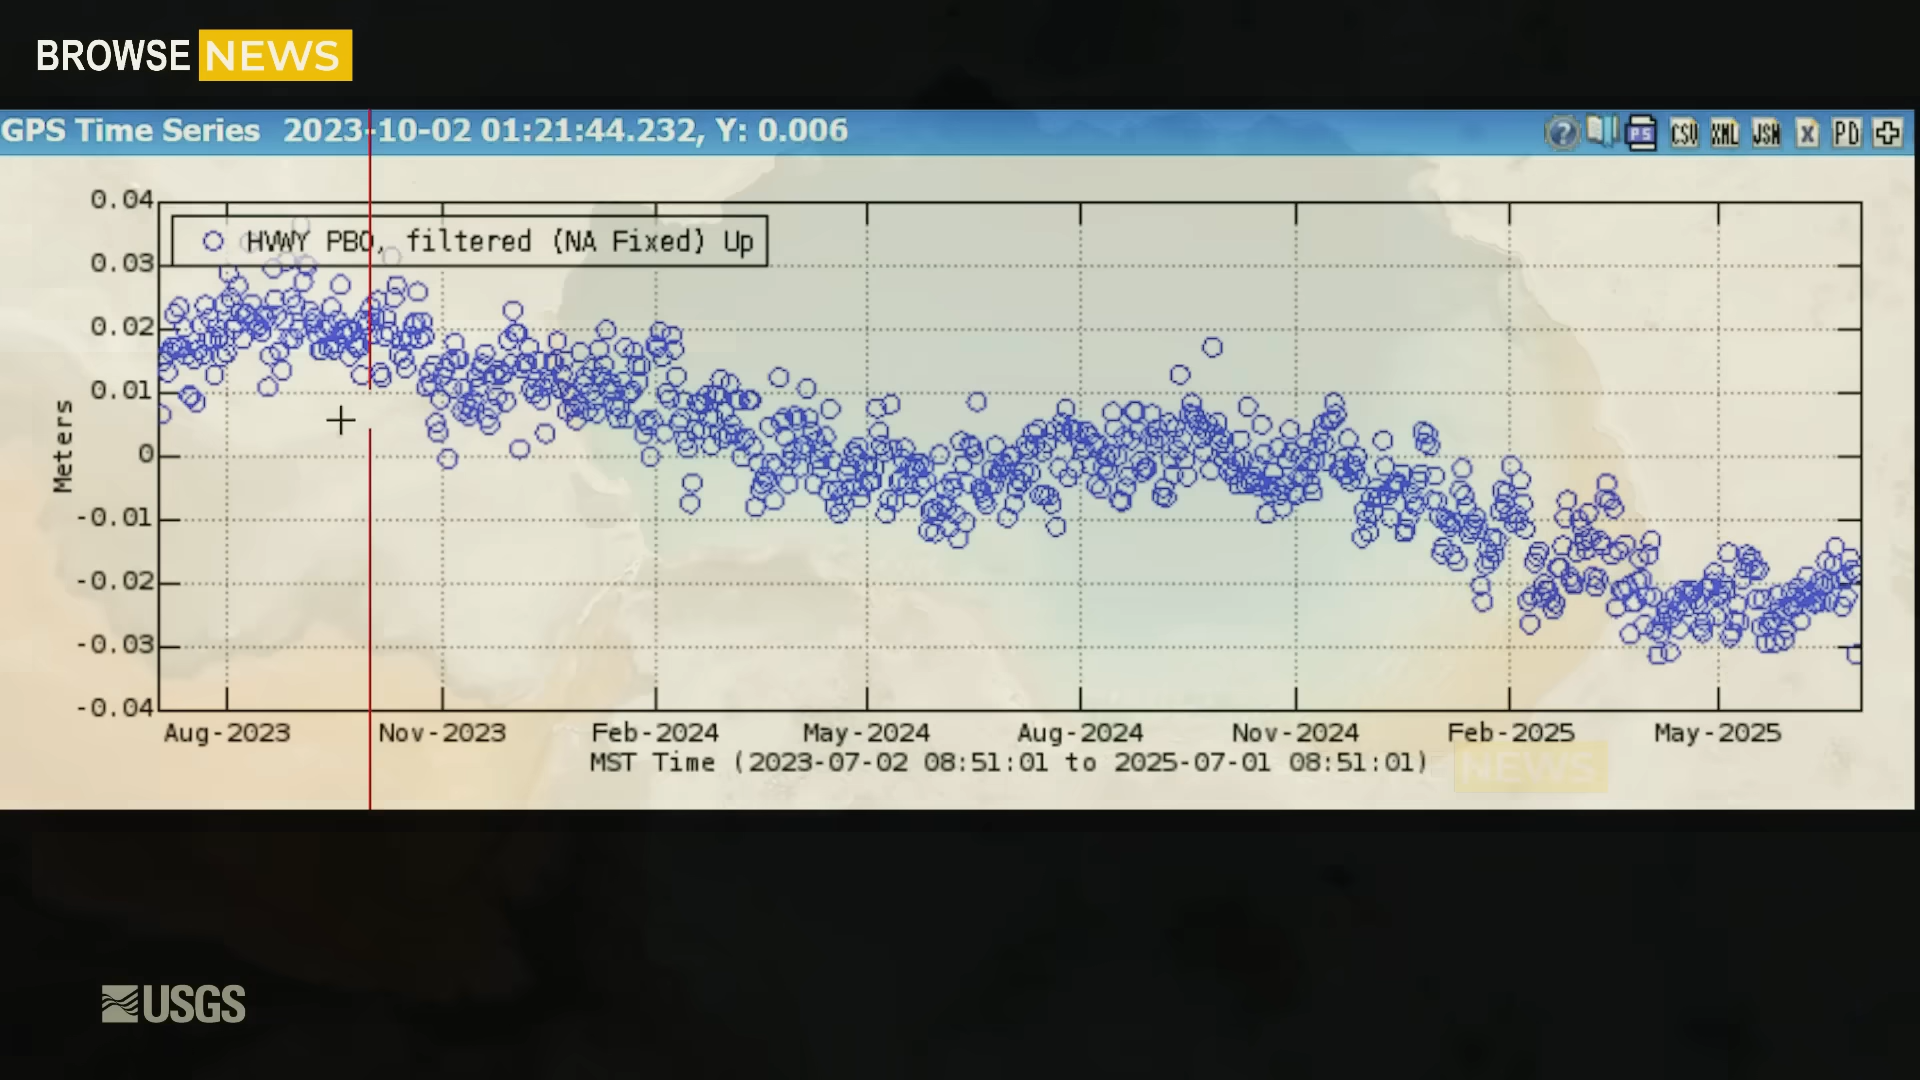 BROWSE NEWS
GPS Time Series 2023-10-02 01:21:44.232, Y: 0.006
? PS CSV XML JSN X PD
HVWY PBO, filtered (NA Fixed) Up
Meters
0.04
0.03
0.02
0.01
0
-0.01
-0.02
-0.03
-0.04
Aug-2023 Nov-2023 Feb-2024 May-2024 Aug-2024 Nov-2024 Feb-2025 May-2025
MST Time (2023-07-02 08:51:01 to 2025-07-01 08:51:01)
NEWS
USGS